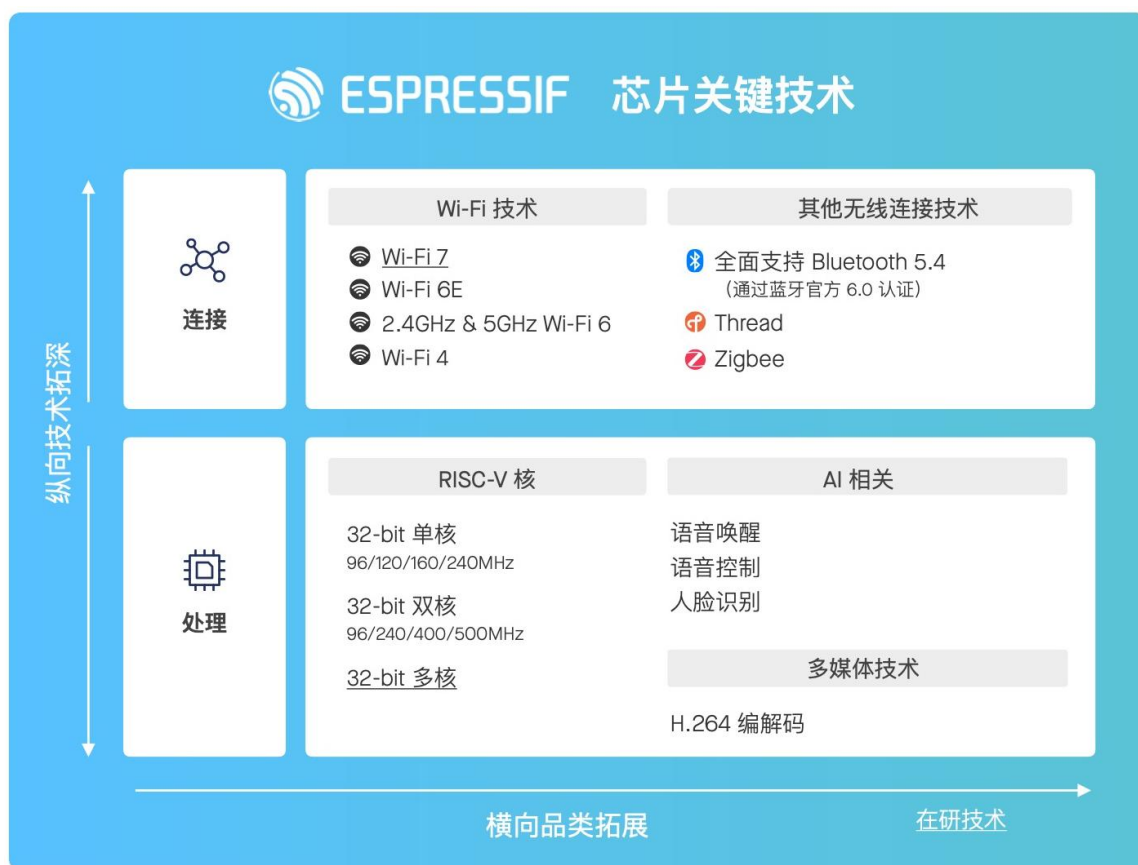 ESPRESSIF 芯片关键技术
纵向技术拓深
连接
Wi-Fi 技术
Wi-Fi 7
Wi-Fi 6E
2.4GHz & 5GHz Wi-Fi 6
Wi-Fi 4
其他无线连接技术
全面支持 Bluetooth 5.4
（通过蓝牙官方 6.0 认证）
Thread
Zigbee
处理
RISC-V 核
32-bit 单核
96/120/160/240MHz
32-bit 双核
96/240/400/500MHz
32-bit 多核
AI 相关
语音唤醒
语音控制
人脸识别
多媒体技术
H.264 编解码
横向品类拓展
在研技术